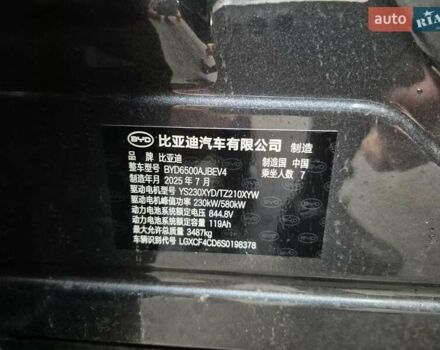 AUTO RIA
BYD 比亚迪汽车有限公司 制造
品 牌 比亚迪 制造国 中国
整车型号 BYD6500AJBEV4 乘坐人数 7
制造年月 2025 年 7 月
驱动电机型号 YS230XYD/TZ210XYW
驱动电机峰值功率 230kW/580kW
动力电池系统额定电压 844.8V
动力电池系统额定容量 119Ah
最大允许总质量 3487kg
车辆识别代号 LGXCF4CD6S0198378